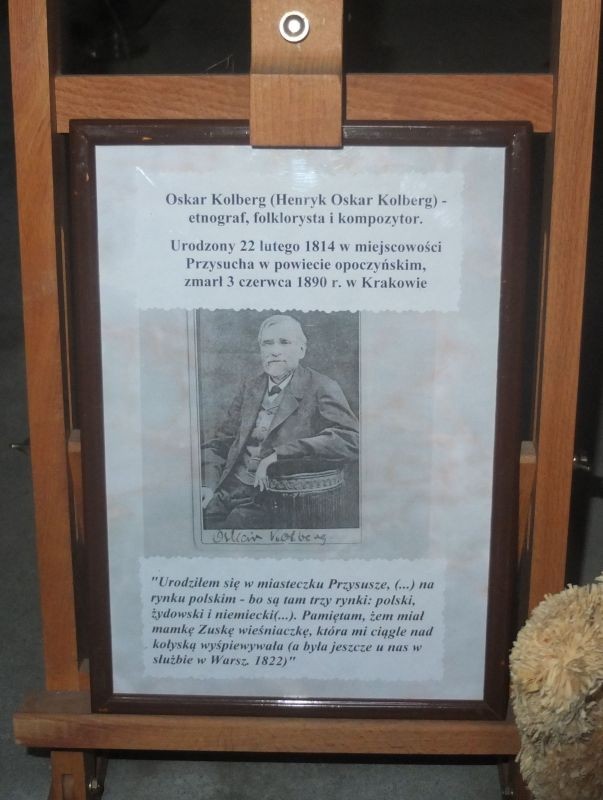 Oskar Kolberg (Henryk Oskar Kolberg) -
etnograf, folklorysta i kompozytor.
Urodzony 22 lutego 1814 w miejscowości
Przysucha w powiecie opoczyńskim,
zmarł 3 czerwca 1890 r. w Krakowie
Oskar Kolberg
"Urodziłem się w miasteczku Przysusze, (...) na
rynku polskim - bo są tam trzy rynki: polski,
żydowski i niemiecki(...). Pamiętam, żem miał
mamkę Zuskę wieśniaczkę, która mi ciągle nad
kołyską wyśpiewywała (a była jeszcze u nas w
służbie w Warsz. 1822)"